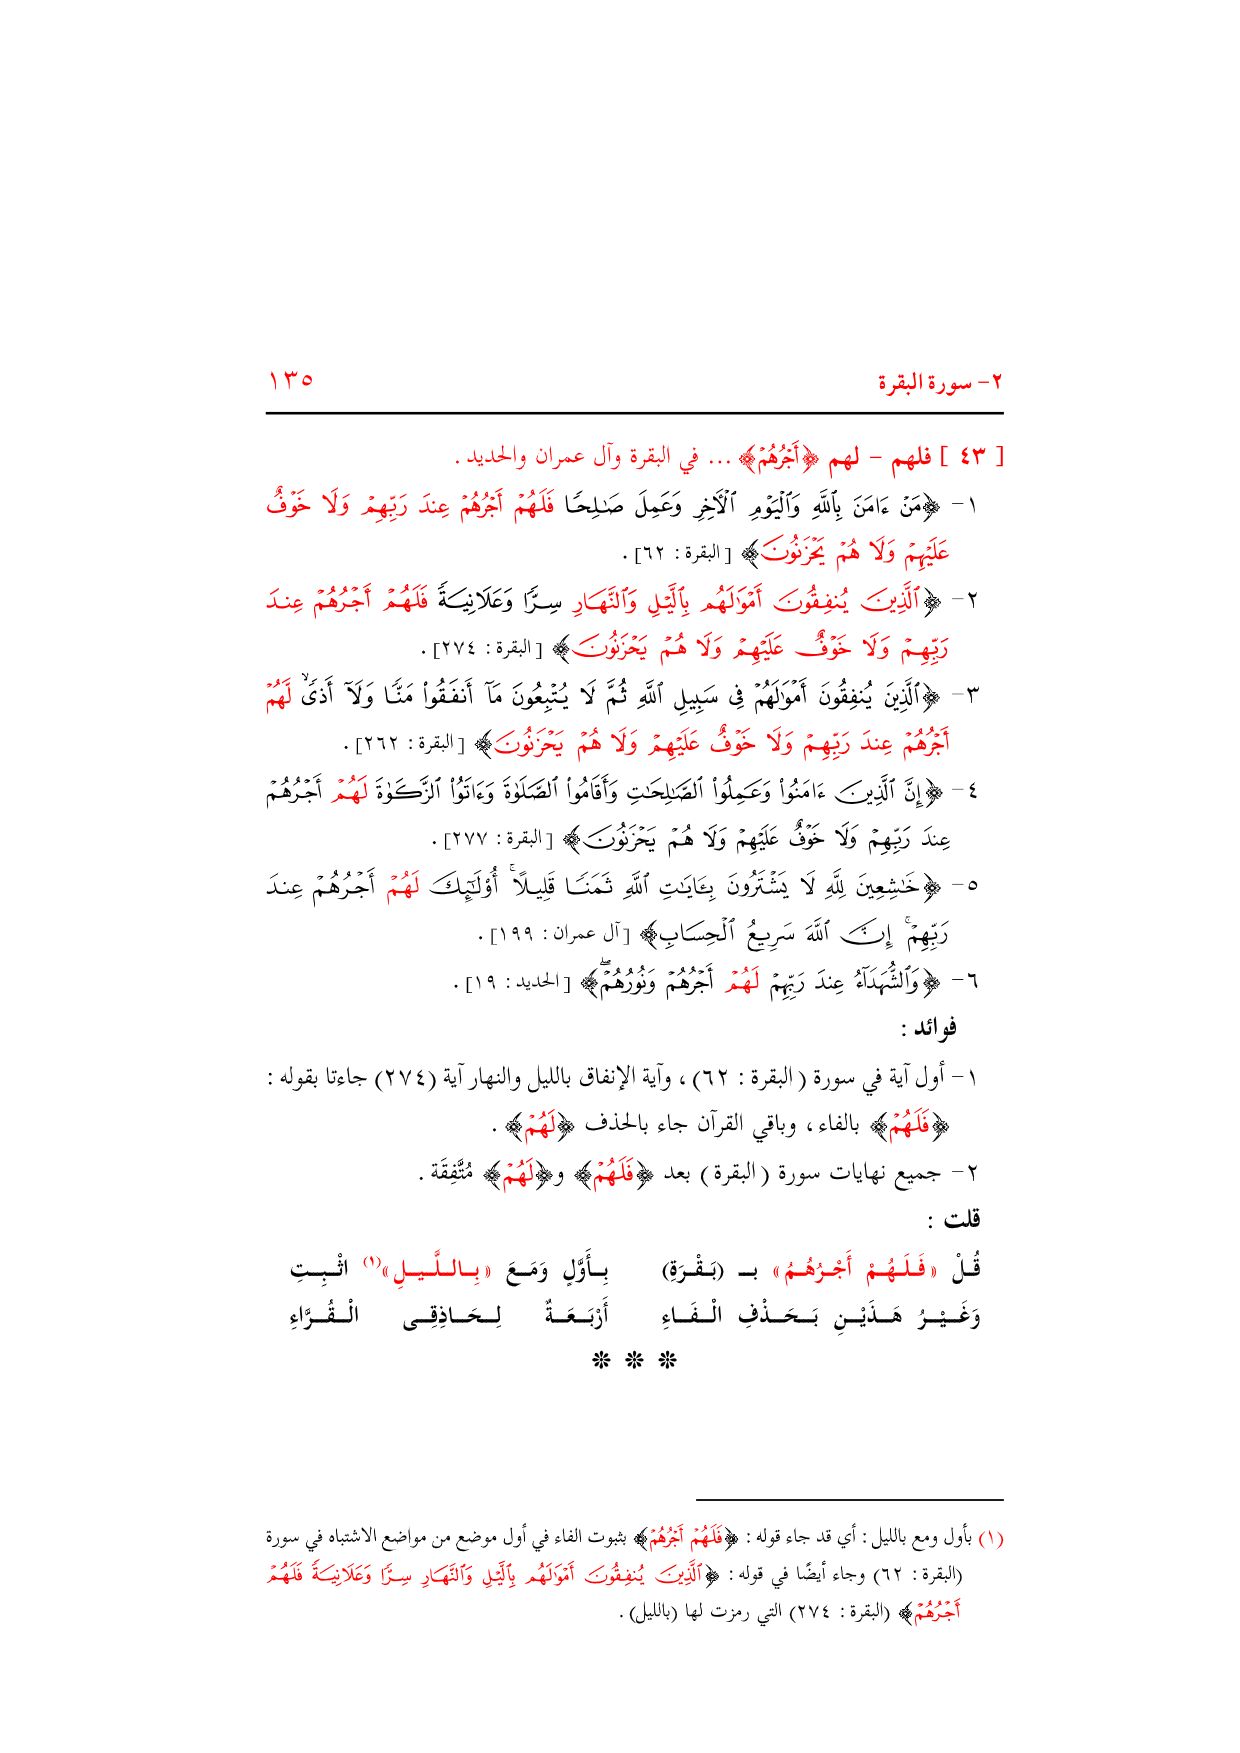 ٢- سورة البقرة ١٣٥
[ ٤٣ ] فلهم - لهم ﴿أَجْرُهُمْ﴾ ... في البقرة وآل عمران والحديد .
١- ﴿مَنْ ءَامَنَ بِٱللَّهِ وَٱلْيَوْمِ ٱلْأَخِرِ وَعَمِلَ صَٰلِحًا فَلَهُمْ أَجْرُهُمْ عِندَ رَبِّهِمْ وَلَا خَوْفٌ
عَلَيْهِمْ وَلَا هُمْ يَحْزَنُونَ﴾ [البقرة : ٦٢] .
٢- ﴿ٱلَّذِينَ يُنفِقُونَ أَمْوَٰلَهُم بِٱلَّيْلِ وَٱلنَّهَارِ سِرًّا وَعَلَانِيَةً فَلَهُمْ أَجْرُهُمْ عِندَ
رَبِّهِمْ وَلَا خَوْفٌ عَلَيْهِمْ وَلَا هُمْ يَحْزَنُونَ﴾ [البقرة : ٢٧٤] .
٣- ﴿ٱلَّذِينَ يُنفِقُونَ أَمْوَٰلَهُمْ فِى سَبِيلِ ٱللَّهِ ثُمَّ لَا يُتْبِعُونَ مَآ أَنفَقُوا۟ مَنًّا وَلَآ أَذًىۙ لَّهُمْ
أَجْرُهُمْ عِندَ رَبِّهِمْ وَلَا خَوْفٌ عَلَيْهِمْ وَلَا هُمْ يَحْزَنُونَ﴾ [البقرة : ٢٦٢] .
٤- ﴿إِنَّ ٱلَّذِينَ ءَامَنُوا۟ وَعَمِلُوا۟ ٱلصَّٰلِحَٰتِ وَأَقَامُوا۟ ٱلصَّلَوٰةَ وَءَاتَوُا۟ ٱلزَّكَوٰةَ لَهُمْ أَجْرُهُمْ
عِندَ رَبِّهِمْ وَلَا خَوْفٌ عَلَيْهِمْ وَلَا هُمْ يَحْزَنُونَ﴾ [البقرة : ٢٧٧] .
٥- ﴿خَٰشِعِينَ لِلَّهِ لَا يَشْتَرُونَ بِـَٔايَٰتِ ٱللَّهِ ثَمَنًا قَلِيلًاۚ أُو۟لَٰٓئِكَ لَهُمْ أَجْرُهُمْ عِندَ
رَبِّهِمْۚ إِنَّ ٱللَّهَ سَرِيعُ ٱلْحِسَابِ﴾ [آل عمران : ١٩٩] .
٦- ﴿وَٱلشُّهَدَآءُ عِندَ رَبِّهِمْ لَهُمْ أَجْرُهُمْ وَنُورُهُمْۖ﴾ [الحديد : ١٩] .
فوائد :
١- أول آية في سورة (البقرة : ٦٢) ، وآية الإنفاق بالليل والنهار آية (٢٧٤) جاءتا بقوله :
﴿فَلَهُمْ﴾ بالفاء ، وباقي القرآن جاء بالحذف ﴿لَهُمْ﴾ .
٢- جميع نهايات سورة (البقرة) بعد ﴿فَلَهُمْ﴾ و﴿لَهُمْ﴾ مُتَّفِقَة .
قلت :
قُلْ «فَلَهُمْ أَجْرُهُمُ» بـ (بَقْرَةِ) بِأَوَّلٍ وَمَعَ «بِاللَّيلِ»(١) اثْبِتِ
وَغَيْرُ هَذَيْنِ بَحَذْفِ الْفَاءِ أَرْبَعَةٌ لِحَاذِقِى الْقُرَّاءِ
❊ ❊ ❊
(١) بأول ومع بالليل : أي قد جاء قوله : ﴿فَلَهُمْ أَجْرُهُمْ﴾ بثبوت الفاء في أول موضع من مواضع الاشتباه في سورة
(البقرة : ٦٢) وجاء أيضًا في قوله : ﴿ٱلَّذِينَ يُنفِقُونَ أَمْوَٰلَهُم بِٱلَّيْلِ وَٱلنَّهَارِ سِرًّا وَعَلَانِيَةً فَلَهُمْ
أَجْرُهُمْ﴾ (البقرة : ٢٧٤) التي رمزت لها (بالليل) .